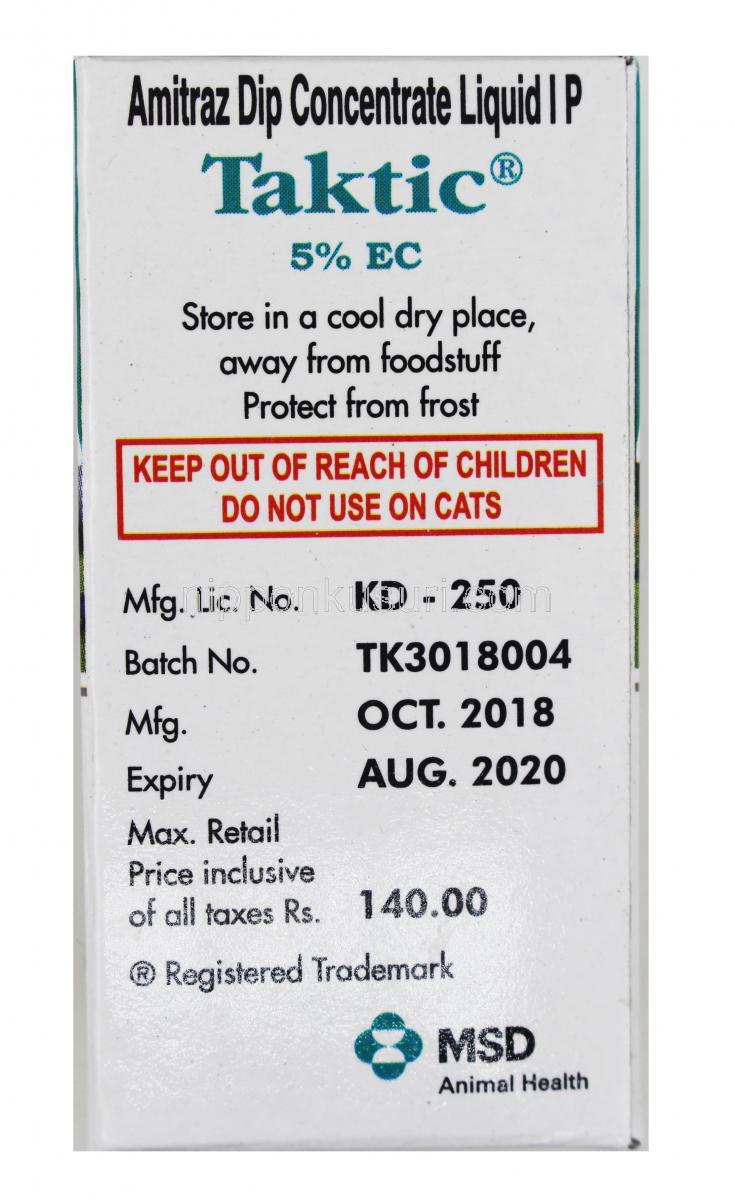 Amitraz Dip Concentrate Liquid I P
Taktic®
5% EC
Store in a cool dry place,
away from foodstuff
Protect from frost
KEEP OUT OF REACH OF CHILDREN
DO NOT USE ON CATS
Mfg. Lic. No. KD - 250
nipponkusuri.com
Batch No. TK3018004
Mfg. OCT. 2018
Expiry AUG. 2020
Max. Retail
Price inclusive
of all taxes Rs. 140.00
® Registered Trademark
MSD
Animal Health